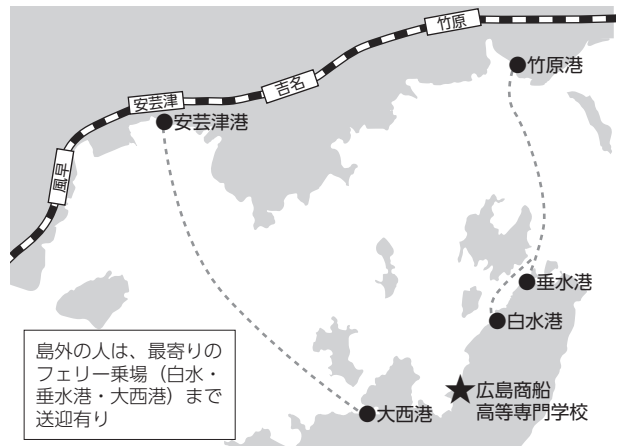 竹原
竹原港
吉名
安芸津
安芸津港
風早
垂水港
白水港
島外の人は、最寄りの
フェリー乗場（白水・
垂水港・大西港）まで
送迎有り
広島商船
高等専門学校
大西港